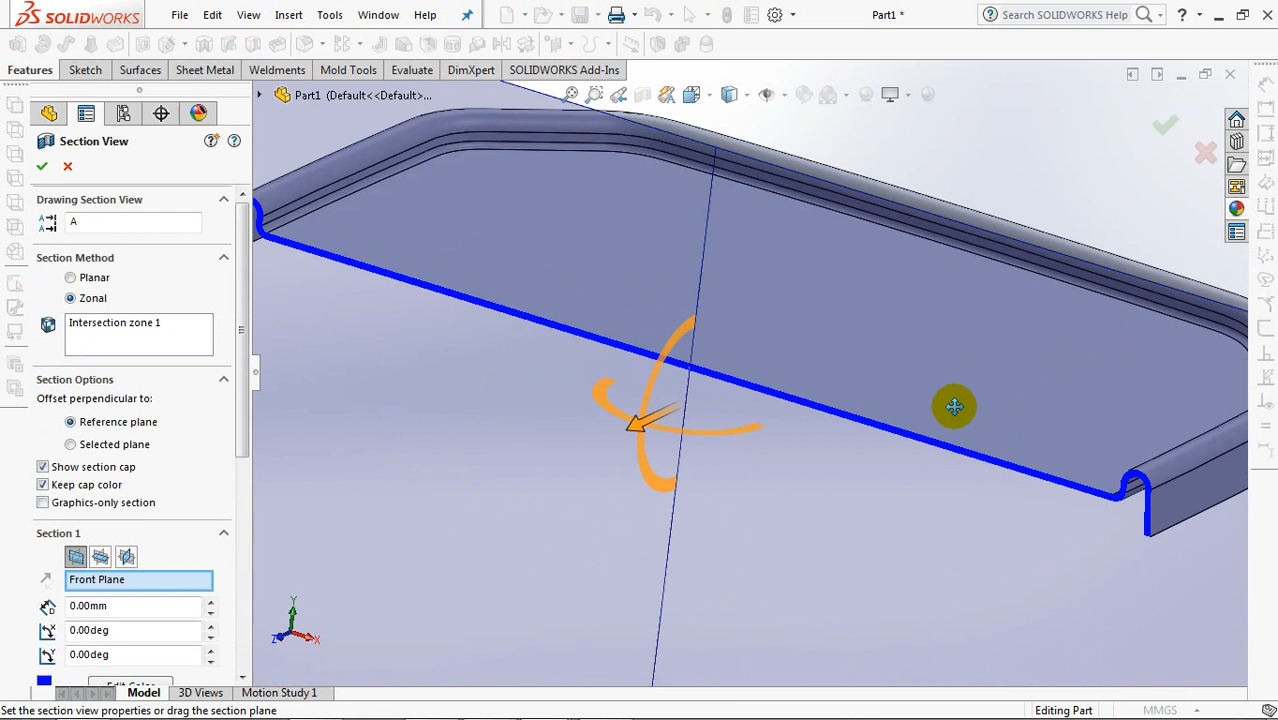 SOLIDWORKS File Edit View Insert Tools Window Help Part1 * Search SOLIDWORKS Help ?
Features Sketch Surfaces Sheet Metal Weldments Mold Tools Evaluate DimXpert SOLIDWORKS Add-Ins
Part1 (Default<<Default>...
Section View
Drawing Section View
A
Section Method
Planar
Zonal
Intersection zone 1
Section Options
Offset perpendicular to:
Reference plane
Selected plane
Show section cap
Keep cap color
Graphics-only section
Section 1
Front Plane
0.00mm
0.00deg
0.00deg
Edit Color
Y
Z X
Model 3D Views Motion Study 1
Set the section view properties or drag the section plane Editing Part MMGS